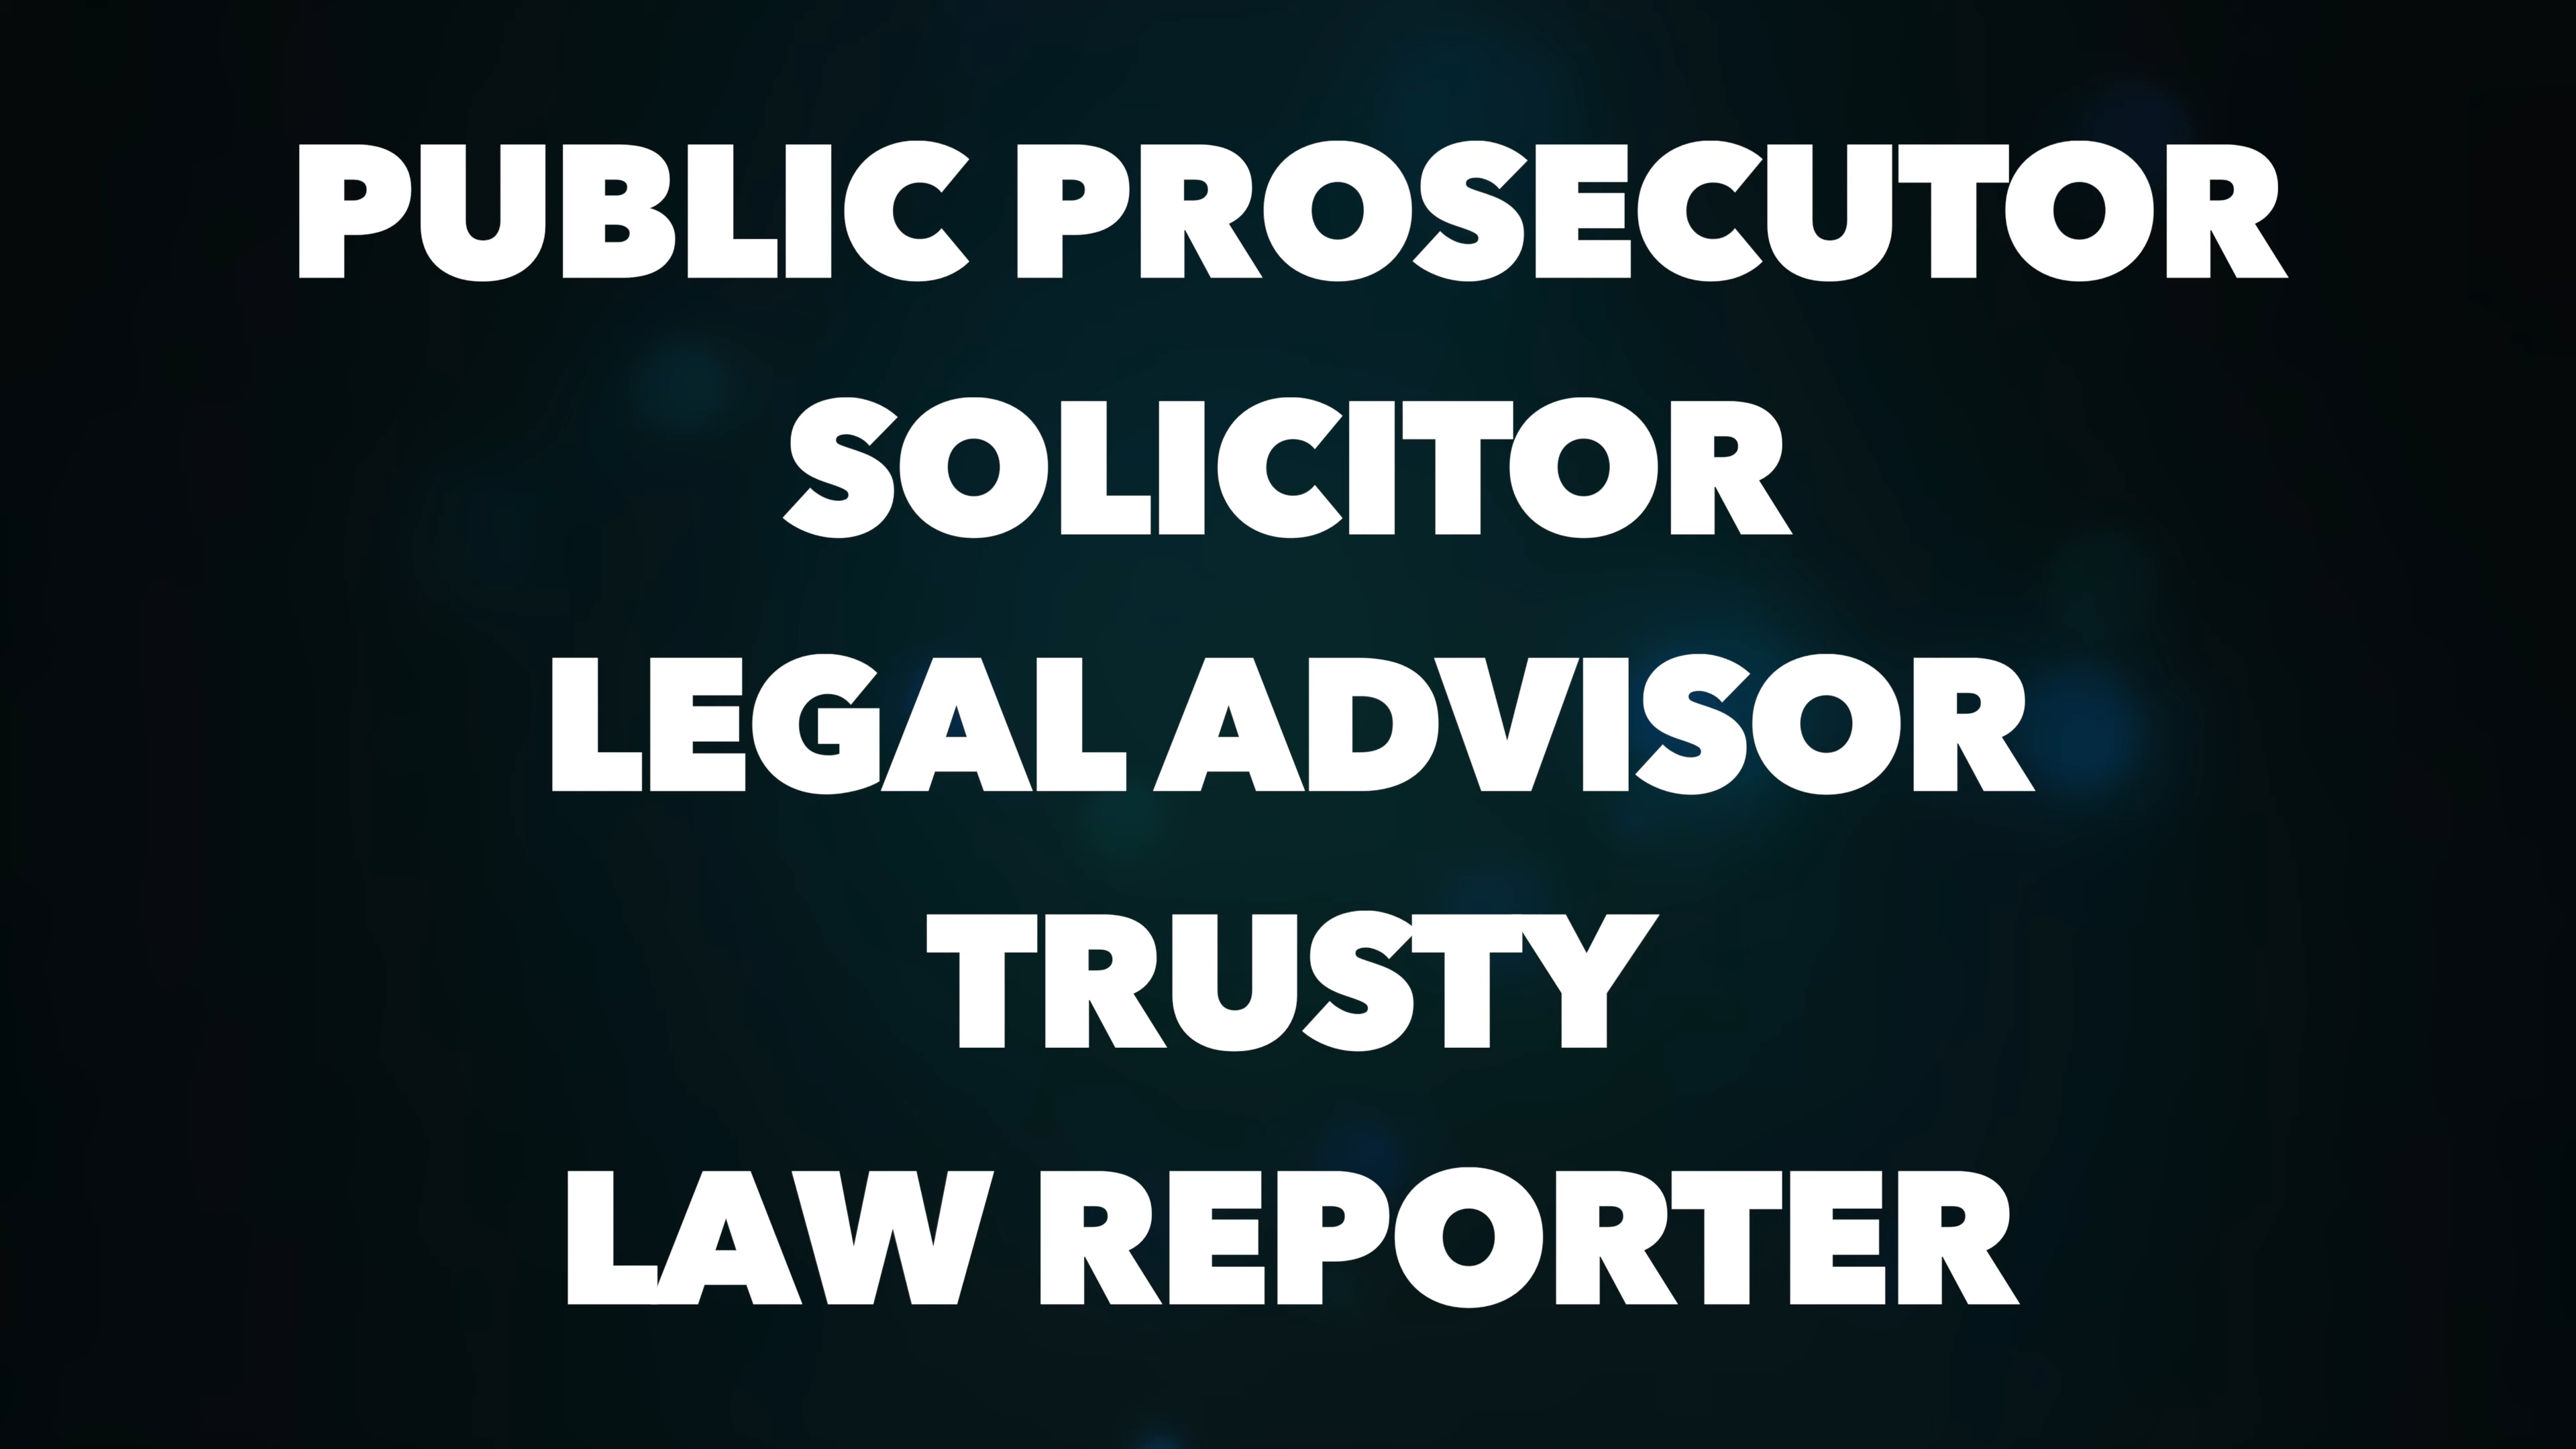 PUBLIC PROSECUTOR
SOLICITOR
LEGAL ADVISOR
TRUSTY
LAW REPORTER